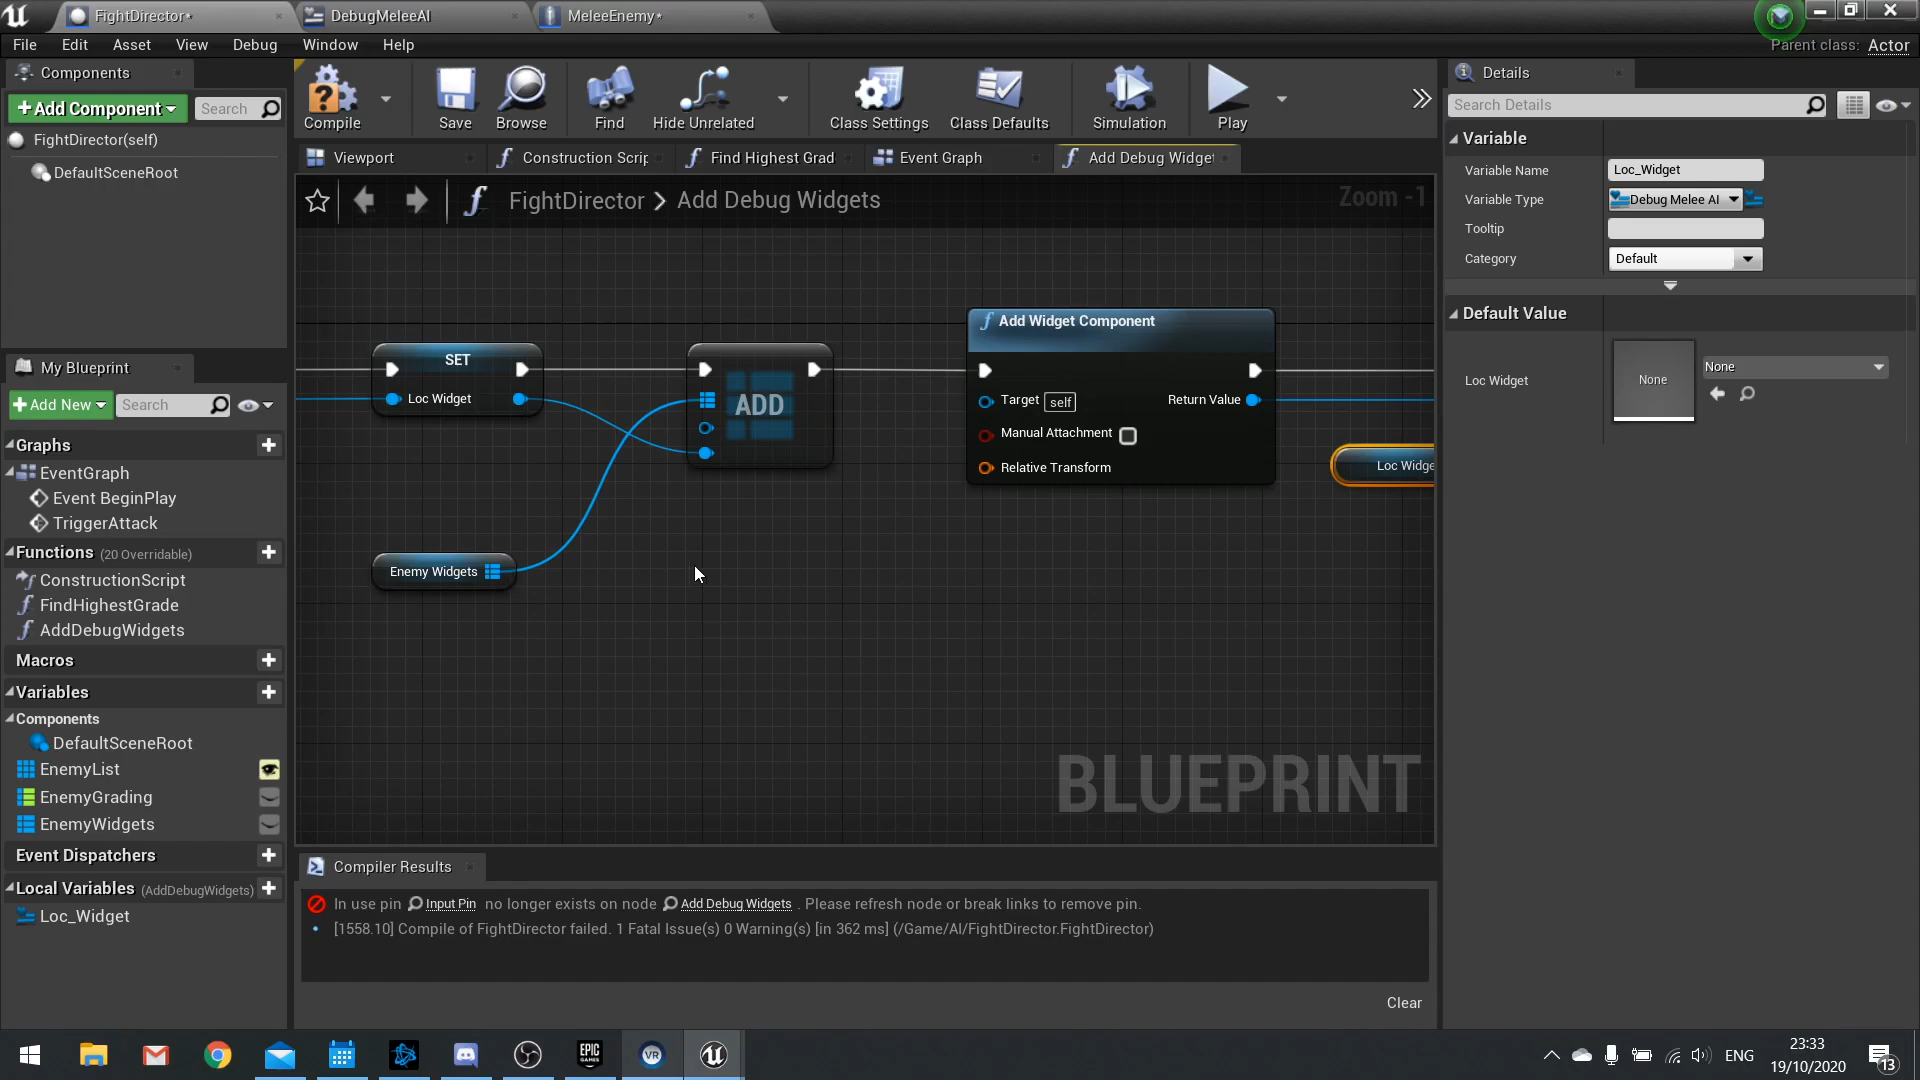 FightDirector*
DebugMeleeAI
MeleeEnemy*
File
Edit
Asset
View
Debug
Window
Help
Parent class: Actor
Components
+Add Component
Search
FightDirector(self)
DefaultSceneRoot
My Blueprint
+Add New
Search
Graphs
EventGraph
Event BeginPlay
TriggerAttack
Functions (20 Overridable)
ConstructionScript
FindHighestGrade
AddDebugWidgets
Macros
Variables
Components
DefaultSceneRoot
EnemyList
EnemyGrading
EnemyWidgets
Event Dispatchers
Local Variables (AddDebugWidgets)
Loc_Widget
Compile
Save
Browse
Find
Hide Unrelated
Class Settings
Class Defaults
Simulation
Play
Viewport
Construction Scrip
Find Highest Grad
Event Graph
Add Debug Widget
FightDirector > Add Debug Widgets
Zoom -1
SET
Loc Widget
ADD
Enemy Widgets
Add Widget Component
Target self
Return Value
Manual Attachment
Relative Transform
Loc Widge
BLUEPRINT
Compiler Results
In use pin Input Pin no longer exists on node Add Debug Widgets . Please refresh node or break links to remove pin.
[1558.10] Compile of FightDirector failed. 1 Fatal Issue(s) 0 Warning(s) [in 362 ms] (/Game/AI/FightDirector.FightDirector)
Clear
Details
Search Details
Variable
Variable Name
Loc_Widget
Variable Type
Debug Melee AI
Tooltip
Category
Default
Default Value
Loc Widget
None
None
EPIC
GAMES
VR
ENG
23:33
19/10/2020
13